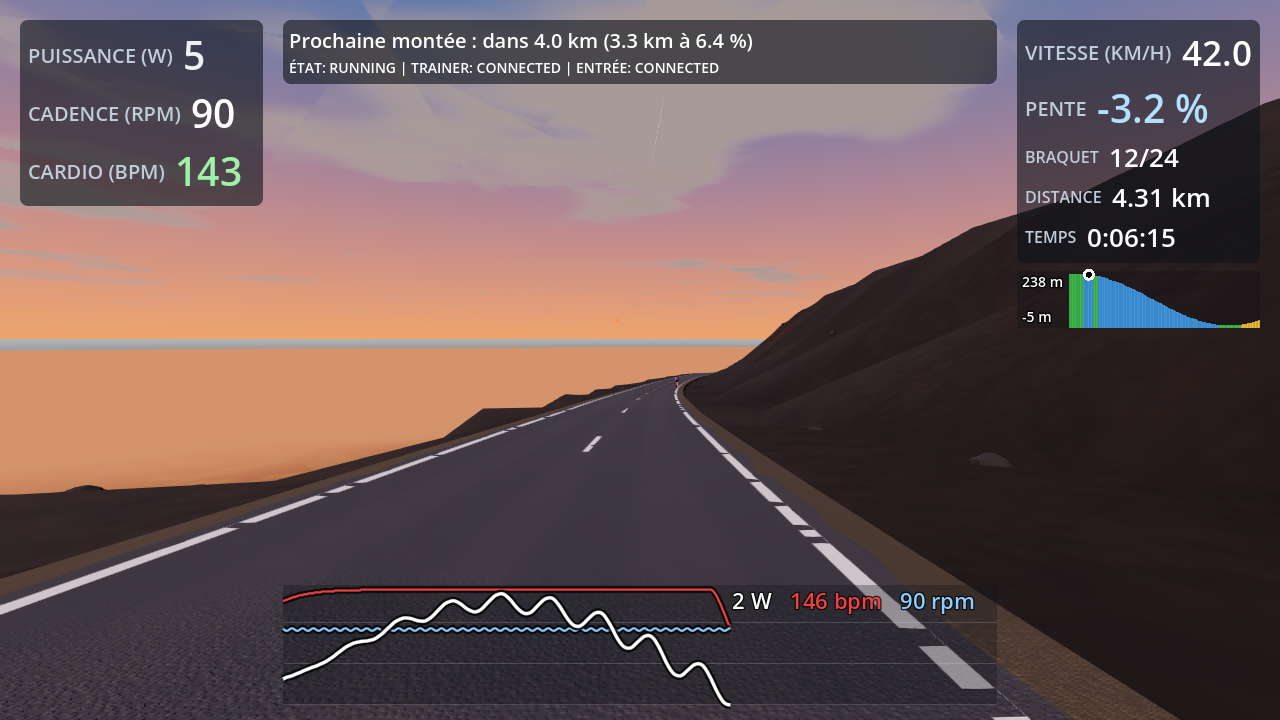 PUISSANCE (W) 5
CADENCE (RPM) 90
CARDIO (BPM) 143
Prochaine montée : dans 4.0 km (3.3 km à 6.4 %)
ÉTAT: RUNNING | TRAINER: CONNECTED | ENTRÉE: CONNECTED
VITESSE (KM/H) 42.0
PENTE -3.2 %
BRAQUET 12/24
DISTANCE 4.31 km
TEMPS 0:06:15
238 m
-5 m
2 W 146 bpm 90 rpm